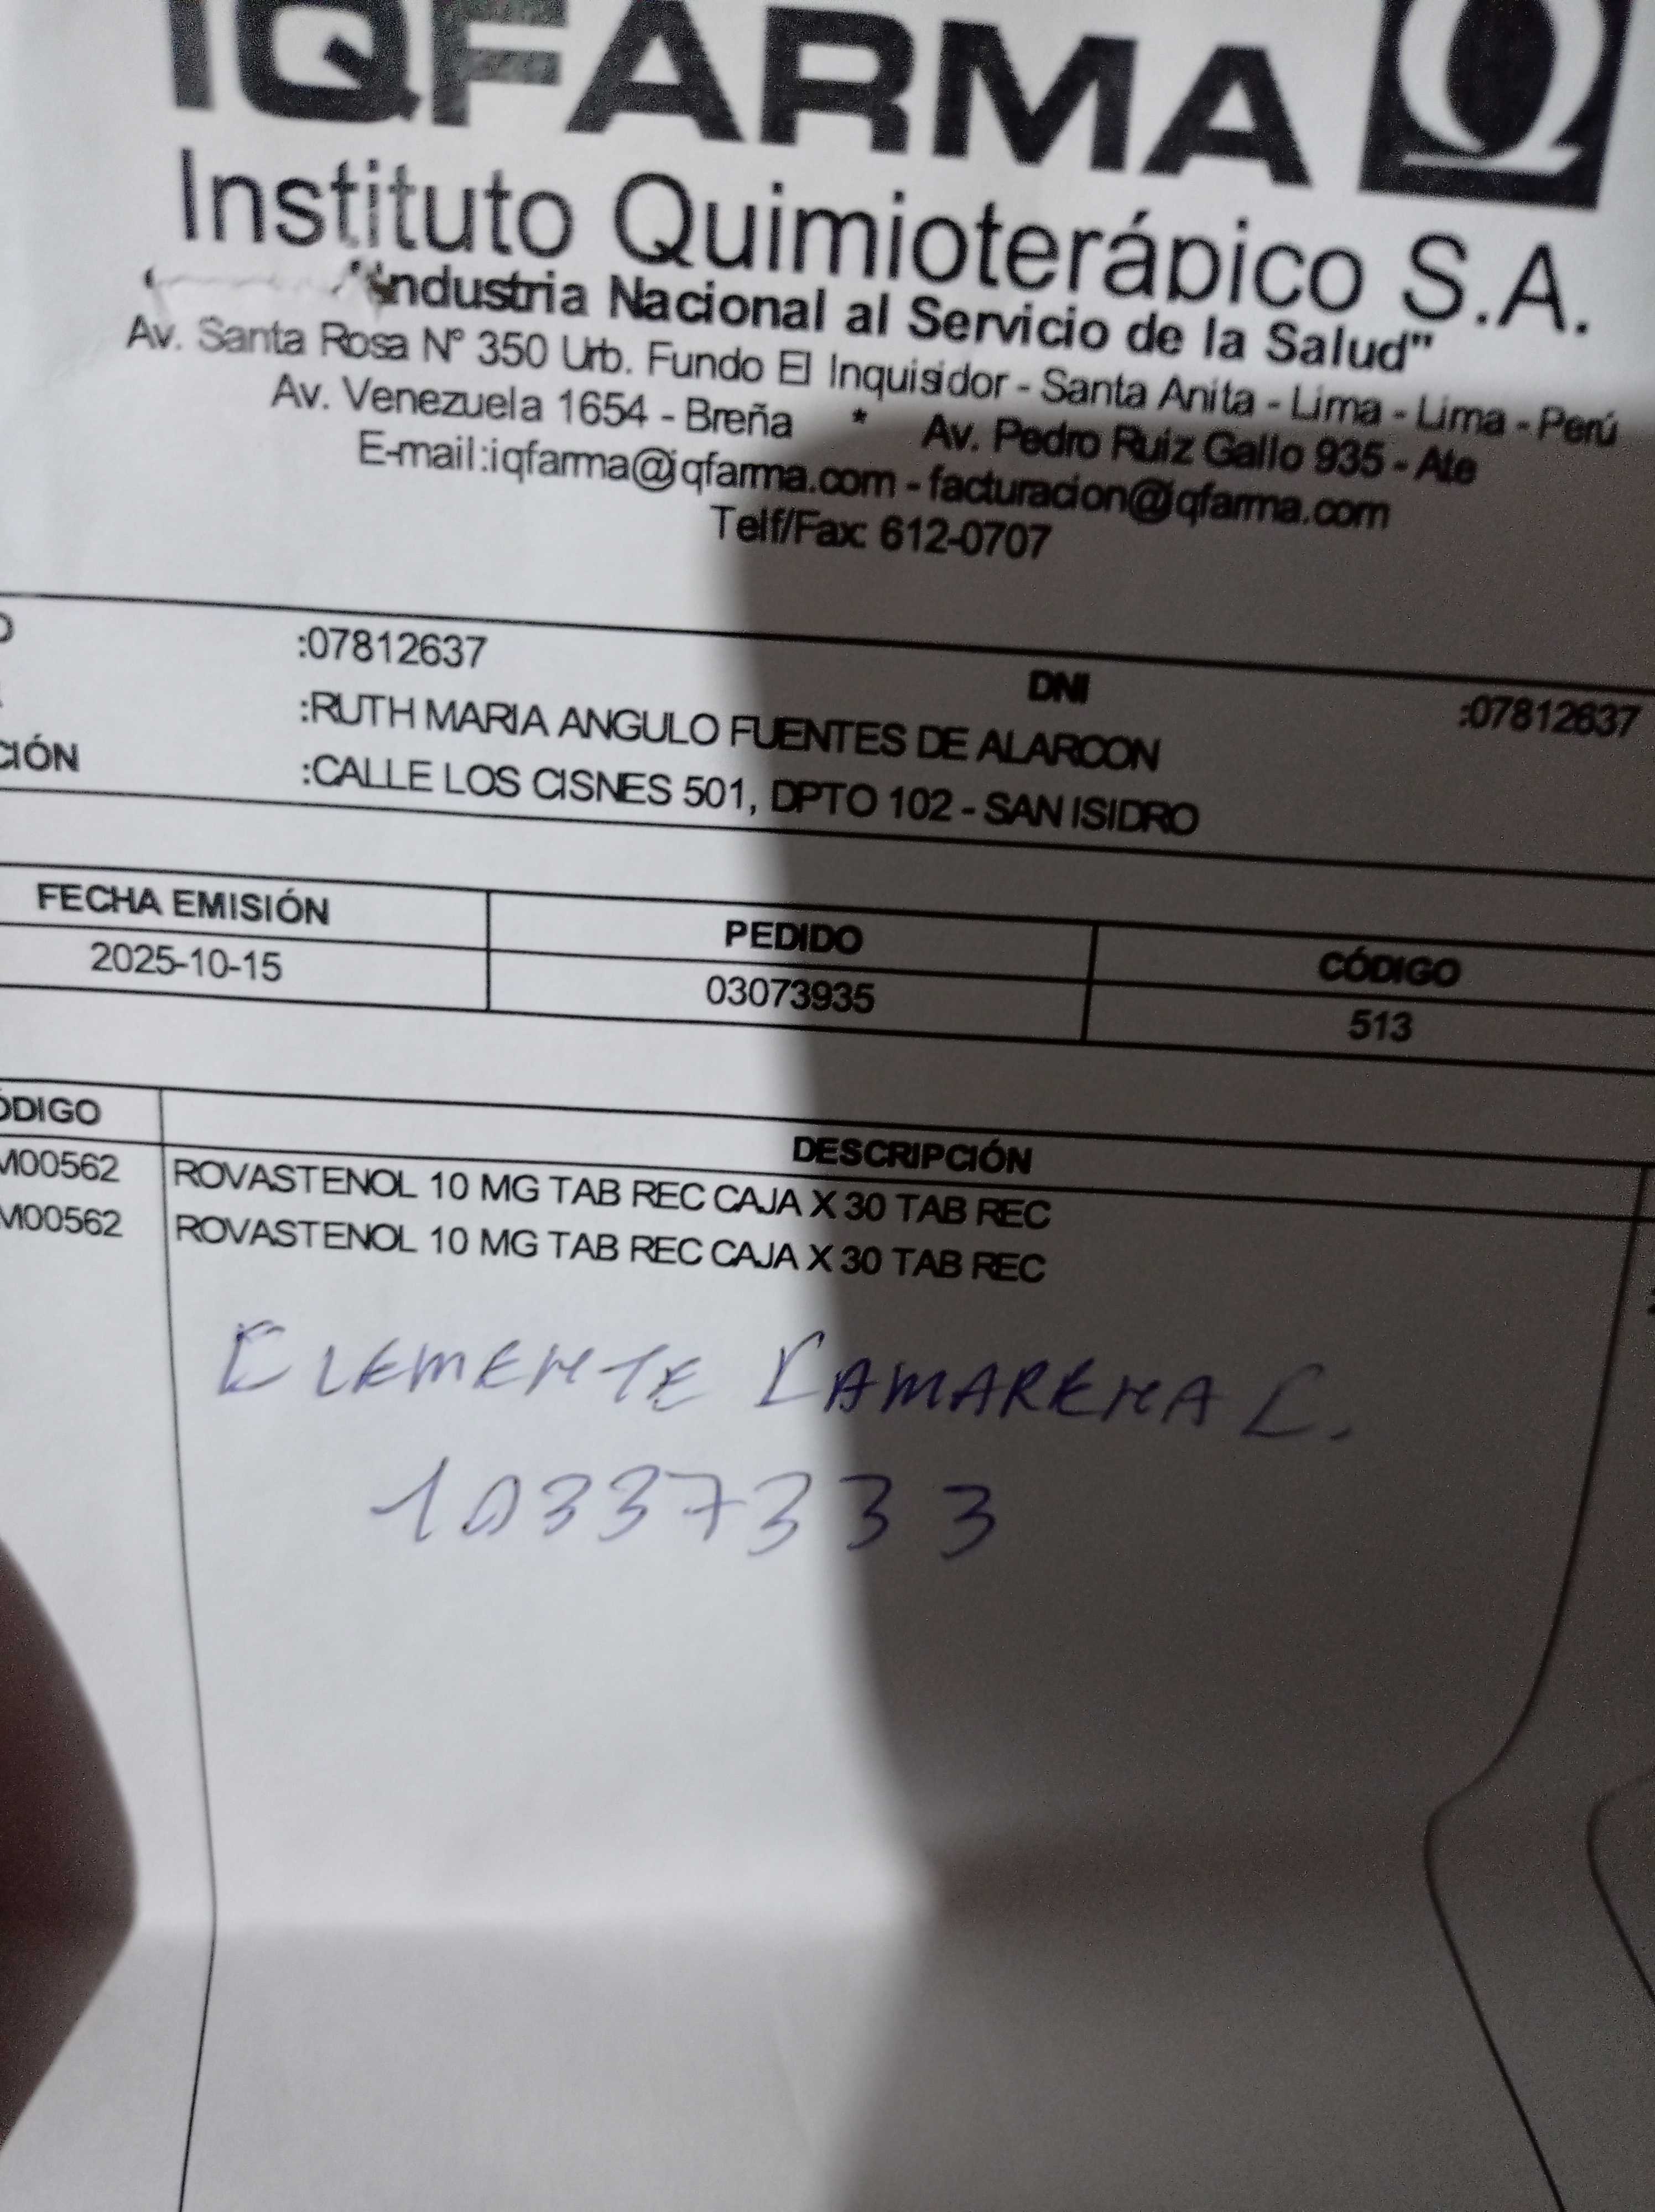 IQFARMA
Instituto Quimioterápico S.A.
"Industria Nacional al Servicio de la Salud"
Av. Santa Rosa N° 350 Urb. Fundo El Inquisidor - Santa Anita - Lima - Lima - Perú
Av. Venezuela 1654 - Breña * Av. Pedro Ruiz Gallo 935 - Ate
E-mail:iqfarma@iqfarma.com - facturacion@iqfarma.com
Telf/Fax: 612-0707
:07812637 DNI :07812637
:RUTH MARIA ANGULO FUENTES DE ALARCON
CIÓN :CALLE LOS CISNES 501, DPTO 102 - SAN ISIDRO
FECHA EMISIÓN PEDIDO CÓDIGO
2025-10-15 03073935 513
ÓDIGO DESCRIPCIÓN
M00562 ROVASTENOL 10 MG TAB REC CAJA X 30 TAB REC
M00562 ROVASTENOL 10 MG TAB REC CAJA X 30 TAB REC
CLEMENTE CAMARENA C.
10337333